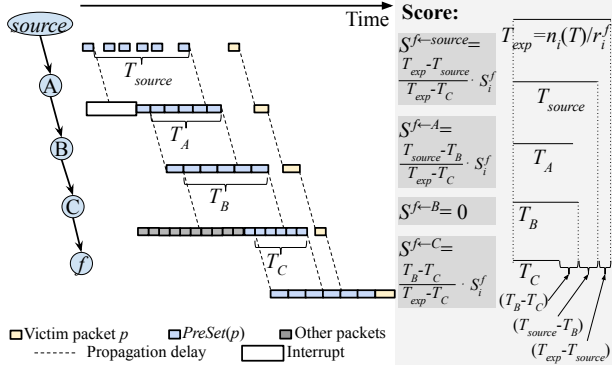 Time
source
A
B
C
f
T_source
T_A
T_B
T_C
Victim packet p
PreSet(p)
Other packets
Propagation delay
Interrupt
Score:
S^{f←source}=
T_exp-T_source
T_exp-T_C
· S_i^f
S^{f←A}=
T_source-T_B
T_exp-T_C
· S_i^f
S^{f←B}= 0
S^{f←C}=
T_B-T_C
T_exp-T_C
· S_i^f
T_exp=n_i(T)/r_i^f
T_source
T_A
T_B
T_C
(T_B-T_C)
(T_source-T_B)
(T_exp-T_source)